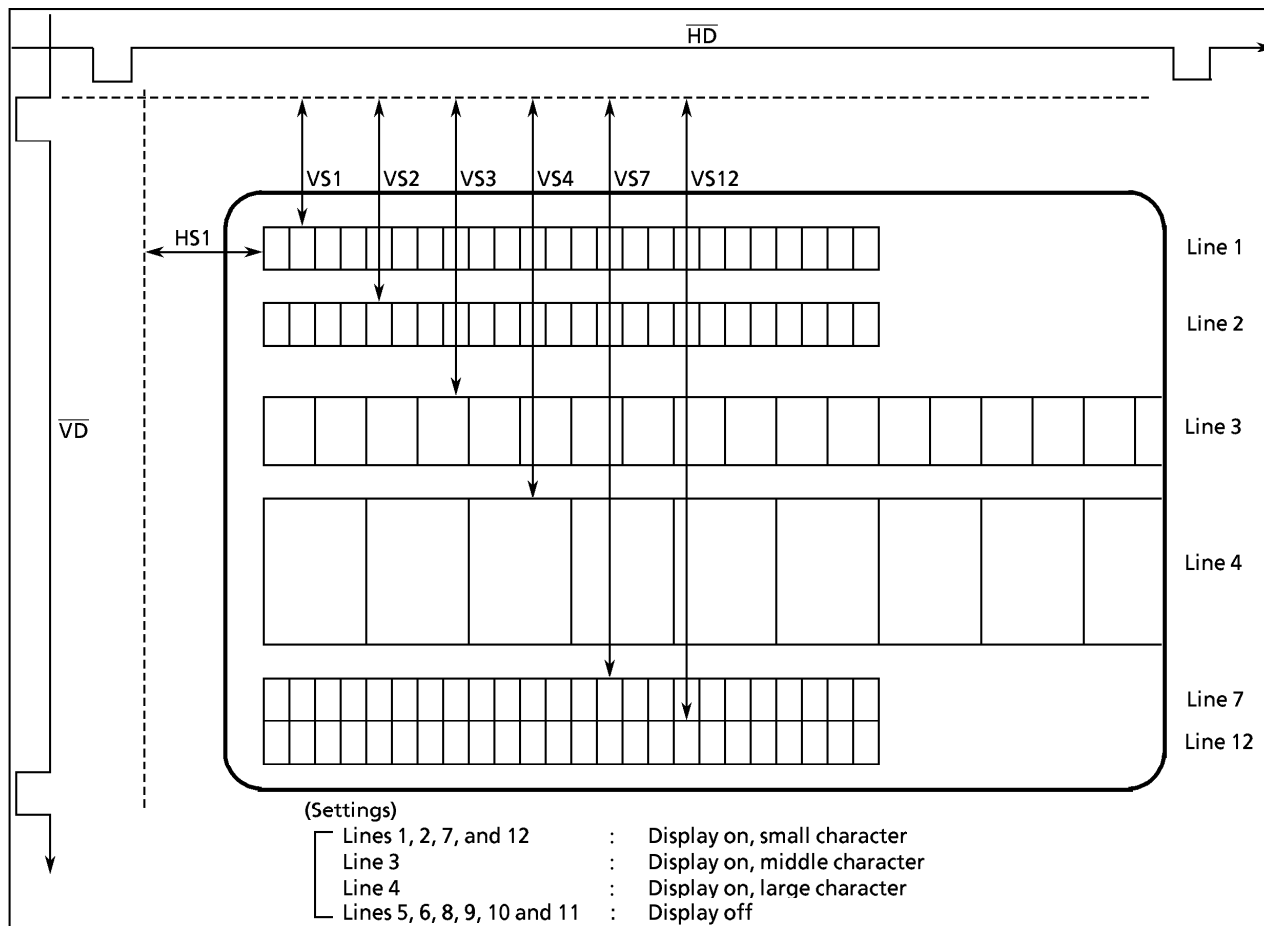 HD
VS1 VS2 VS3 VS4 VS7 VS12
HS1
Line 1
Line 2
VD
Line 3
Line 4
Line 7
Line 12
(Settings)
Lines 1, 2, 7, and 12 : Display on, small character
Line 3 : Display on, middle character
Line 4 : Display on, large character
Lines 5, 6, 8, 9, 10 and 11 : Display off